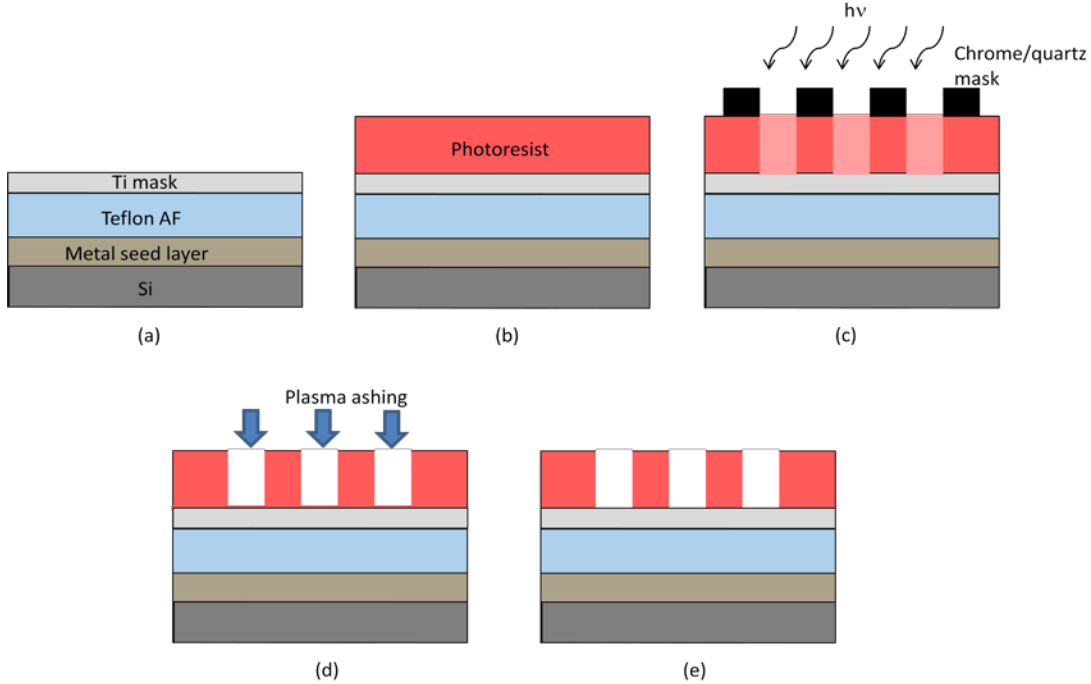 hν
Chrome/quartz
mask
Photoresist
Ti mask
Teflon AF
Metal seed layer
Si
(a)
(b)
(c)
Plasma ashing
(d)
(e)